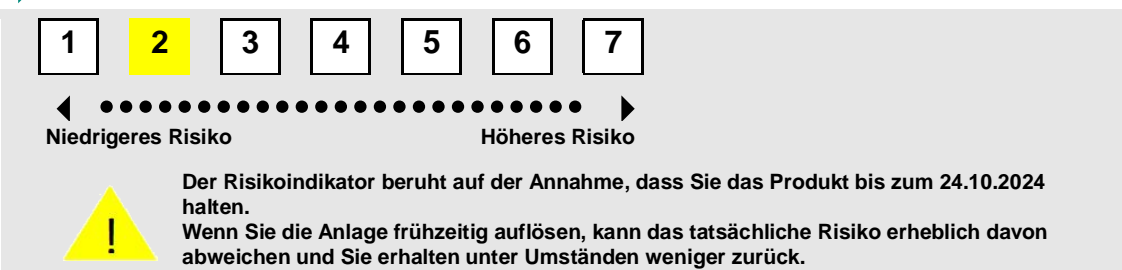 1 2 3 4 5 6 7
Niedrigeres Risiko Höheres Risiko
Der Risikoindikator beruht auf der Annahme, dass Sie das Produkt bis zum 24.10.2024
halten.
Wenn Sie die Anlage frühzeitig auflösen, kann das tatsächliche Risiko erheblich davon
abweichen und Sie erhalten unter Umständen weniger zurück.
!